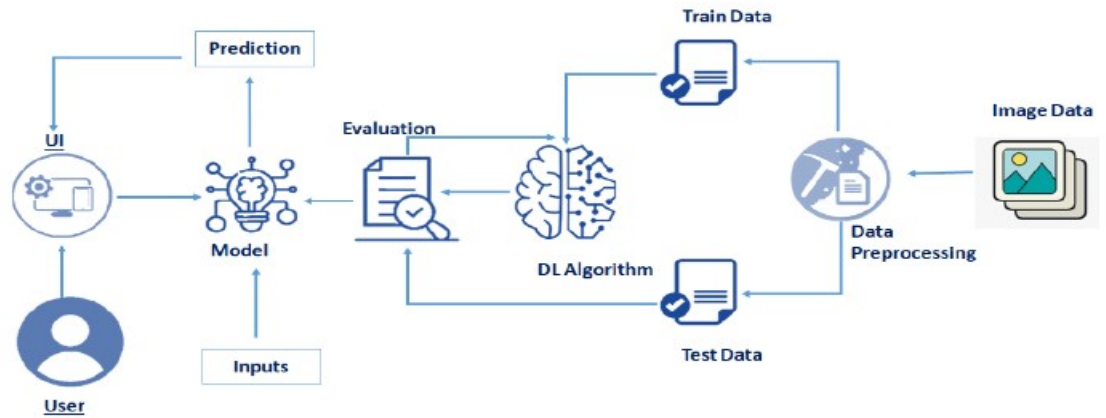 Train Data
Prediction
Image Data
Evaluation
UI
Model
Data
Preprocessing
DL Algorithm
Inputs
Test Data
User